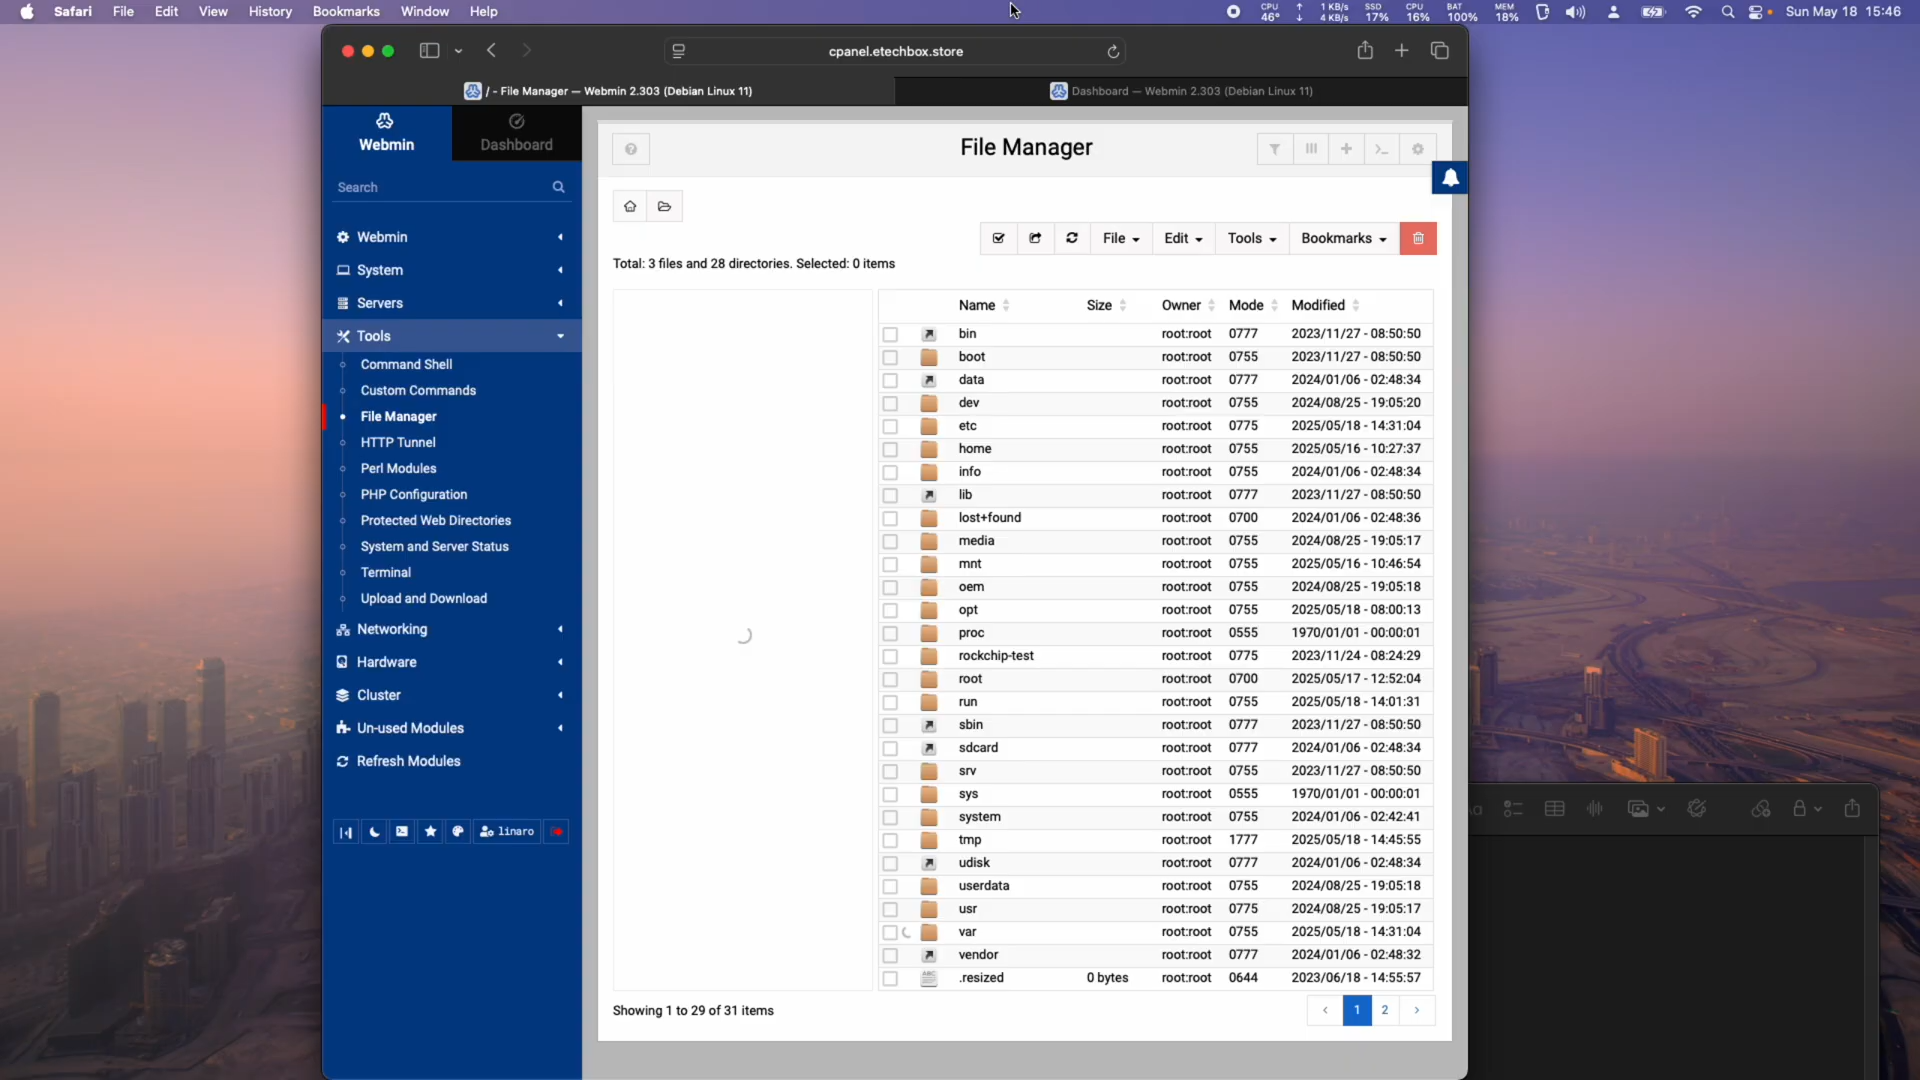 Safari File Edit View History Bookmarks Window Help
CPU 46° 1 KB/s 4 KB/s SSD 17% CPU 16% BAT 100% MEM 18% Sun May 18 15:46
cpanel.etechbox.store
/ - File Manager — Webmin 2.303 (Debian Linux 11)
Dashboard — Webmin 2.303 (Debian Linux 11)
Webmin
Dashboard
Search
Webmin
System
Servers
Tools
Command Shell
Custom Commands
File Manager
HTTP Tunnel
Perl Modules
PHP Configuration
Protected Web Directories
System and Server Status
Terminal
Upload and Download
Networking
Hardware
Cluster
Un-used Modules
Refresh Modules
linaro
File Manager
File Edit Tools Bookmarks
Total: 3 files and 28 directories. Selected: 0 items
Name Size Owner Mode Modified
bin root:root 0777 2023/11/27 - 08:50:50
boot root:root 0755 2023/11/27 - 08:50:50
data root:root 0777 2024/01/06 - 02:48:34
dev root:root 0755 2024/08/25 - 19:05:20
etc root:root 0775 2025/05/18 - 14:31:04
home root:root 0755 2025/05/16 - 10:27:37
info root:root 0755 2024/01/06 - 02:48:34
lib root:root 0777 2023/11/27 - 08:50:50
lost+found root:root 0700 2024/01/06 - 02:48:36
media root:root 0755 2024/08/25 - 19:05:17
mnt root:root 0755 2025/05/16 - 10:46:54
oem root:root 0755 2024/08/25 - 19:05:18
opt root:root 0755 2025/05/18 - 08:00:13
proc root:root 0555 1970/01/01 - 00:00:01
rockchip-test root:root 0775 2023/11/24 - 08:24:29
root root:root 0700 2025/05/17 - 12:52:04
run root:root 0755 2025/05/18 - 14:01:31
sbin root:root 0777 2023/11/27 - 08:50:50
sdcard root:root 0777 2024/01/06 - 02:48:34
srv root:root 0755 2023/11/27 - 08:50:50
sys root:root 0555 1970/01/01 - 00:00:01
system root:root 0755 2024/01/06 - 02:42:41
tmp root:root 1777 2025/05/18 - 14:45:55
udisk root:root 0777 2024/01/06 - 02:48:34
userdata root:root 0755 2024/08/25 - 19:05:18
usr root:root 0775 2024/08/25 - 19:05:17
var root:root 0755 2025/05/18 - 14:31:04
vendor root:root 0777 2024/01/06 - 02:48:32
.resized 0 bytes root:root 0644 2023/06/18 - 14:55:57
Showing 1 to 29 of 31 items
‹ 1 2 ›